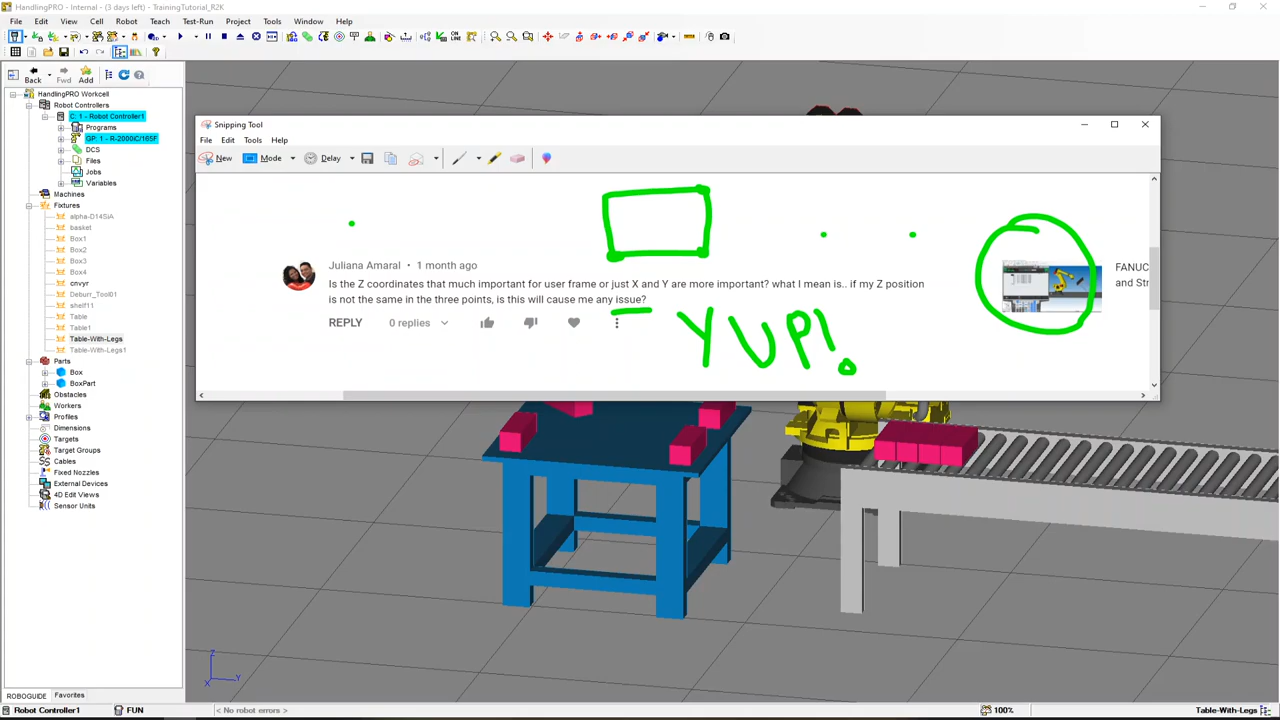 HandlingPRO (3 days left) - TrainingTutorial_R2K
File Edit View Cell Robot Teach Test-Run Project Tools Window Help
ON LINE
Back Fwd Add
HandlingPRO Workcell
Robot Controllers
C: 1 - Robot Controller1
Programs
GP: 1 - R-2000iC/165F
DCS
Files
Jobs
Variables
Machines
Fixtures
alpha-D14SiA
basket
Box1
Box2
Box3
Box4
cnvyr
Deburr_Tool01
shelf11
Table
Table1
Table-With-Legs
Table-With-Legs1
Parts
Box
BoxPart
Obstacles
Workers
Profiles
Dimensions
Targets
Target Groups
Cables
Fixed Nozzles
External Devices
4D Edit Views
Sensor Units
ROBOGUIDE Favorites
Snipping Tool
File Edit Tools Help
New Mode Delay
Juliana Amaral • 1 month ago
Is the Z coordinates that much important for user frame or just X and Y are more important? what I mean is.. if my Z position
is not the same in the three points, is this will cause me any issue?
REPLY 0 replies
FANUC
and Str
YUP!
Z
X Y
Robot Controller1 FUN < No robot errors > 100% Table-With-Legs